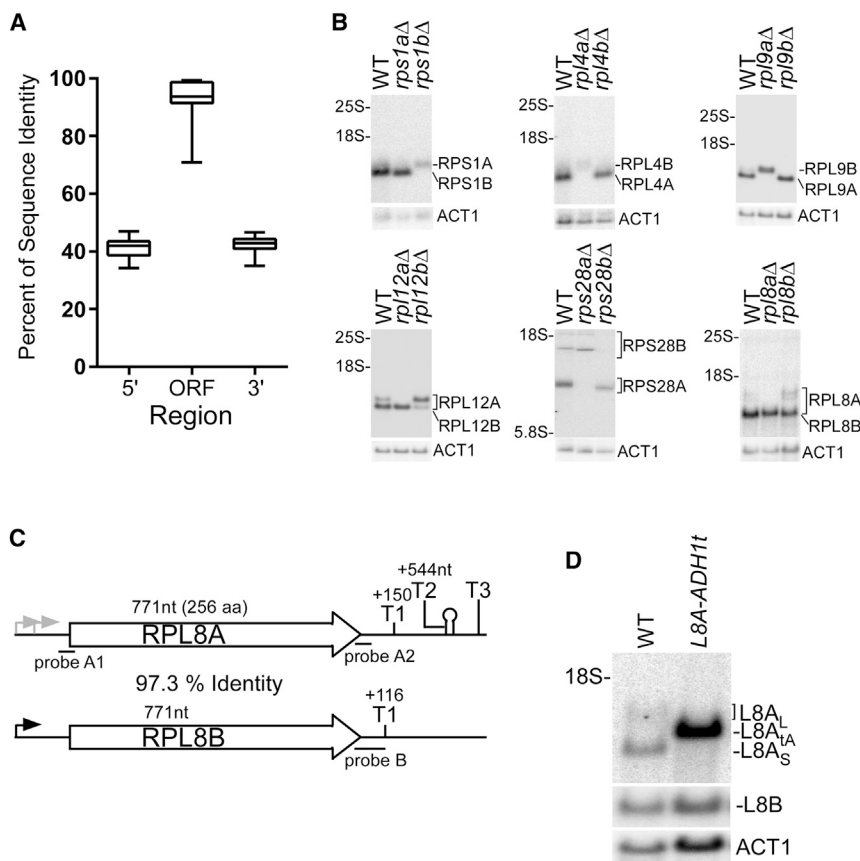 A
Percent of Sequence Identity
100
80
60
40
20
0
5'
ORF
3'
Region
B
WT
rps1aΔ
rps1bΔ
25S-
18S-
-RPS1A
RPS1B
ACT1
WT
rpl4aΔ
rpl4bΔ
25S-
18S-
-RPL4B
RPL4A
ACT1
WT
rpl9aΔ
rpl9bΔ
25S-
18S-
-RPL9B
RPL9A
ACT1
WT
rpl12aΔ
rpl12bΔ
25S-
18S-
RPL12A
RPL12B
ACT1
WT
rps28aΔ
rps28bΔ
18S-
5.8S-
RPS28B
RPS28A
ACT1
WT
rpl8aΔ
rpl8bΔ
25S-
18S-
RPL8A
RPL8B
ACT1
C
771nt (256 aa)
RPL8A
probe A1
probe A2
+150
T1
+544nt
T2
T3
97.3 % Identity
771nt
RPL8B
probe B
+116
T1
D
WT
L8A-ADH1t
18S-
L8AL
-L8AtA
-L8AS
-L8B
ACT1